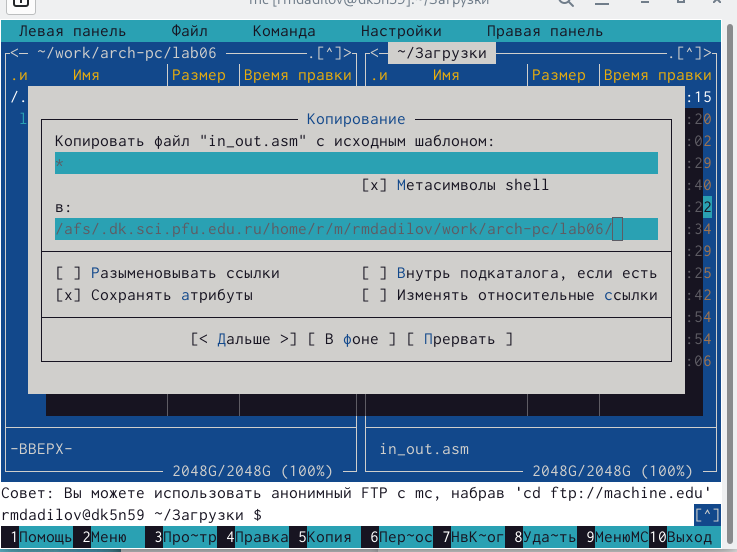 mc [rmdadilov@dk5n59]:~/Загрузки
Левая панель Файл Команда Настройки Правая панель
<— ~/work/arch-pc/lab06 .[^]> <— ~/Загрузки .[^]>
.и Имя Размер Время правки .и Имя Размер Время правки
/. :15
Копирование
l :20
Копировать файл "in_out.asm" с исходным шаблоном: :02
* :29
[x] Метасимволы shell :40
в: :22
/afs/.dk.sci.pfu.edu.ru/home/r/m/rmdadilov/work/arch-pc/lab06/ :34
:29
[ ] Разыменовывать ссылки [ ] Внутрь подкаталога, если есть :25
[x] Сохранять атрибуты [ ] Изменять относительные ссылки :42
:54
[< Дальше >] [ В фоне ] [ Прервать ] :54
:06
-ВВЕРХ- in_out.asm
2048G/2048G (100%) 2048G/2048G (100%)
Совет: Вы можете использовать анонимный FTP с mc, набрав 'cd ftp://machine.edu'
rmdadilov@dk5n59 ~/Загрузки $ [^]
1Помощь 2Меню 3Про~тр 4Правка 5Копия 6Пер~ос 7НвК~ог 8Уда~ть 9МенюМС 10Выход